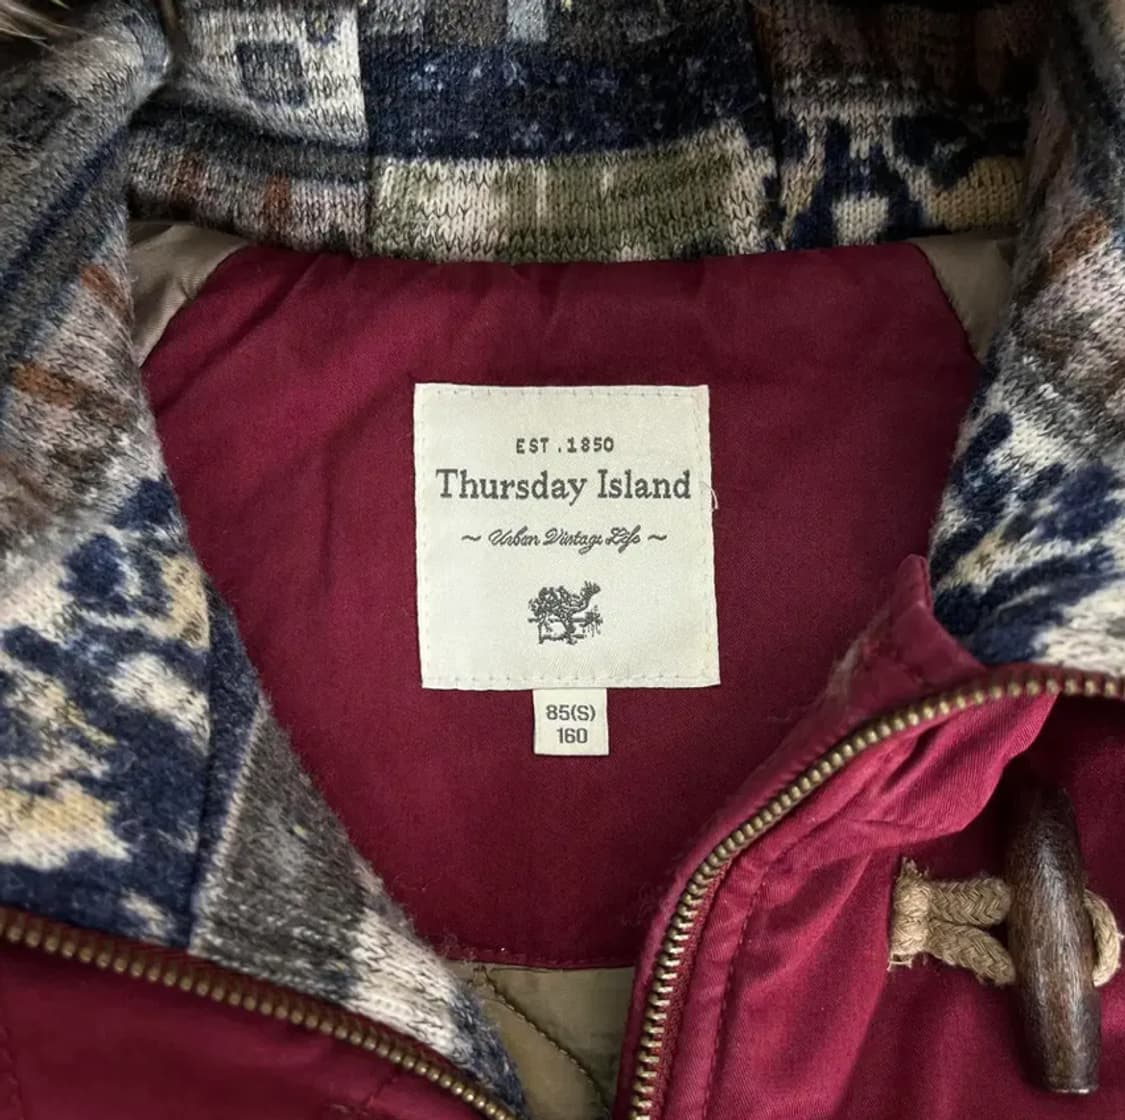 EST.1850
Thursday Island
~ Urban Vintage Life ~
85(S)
160